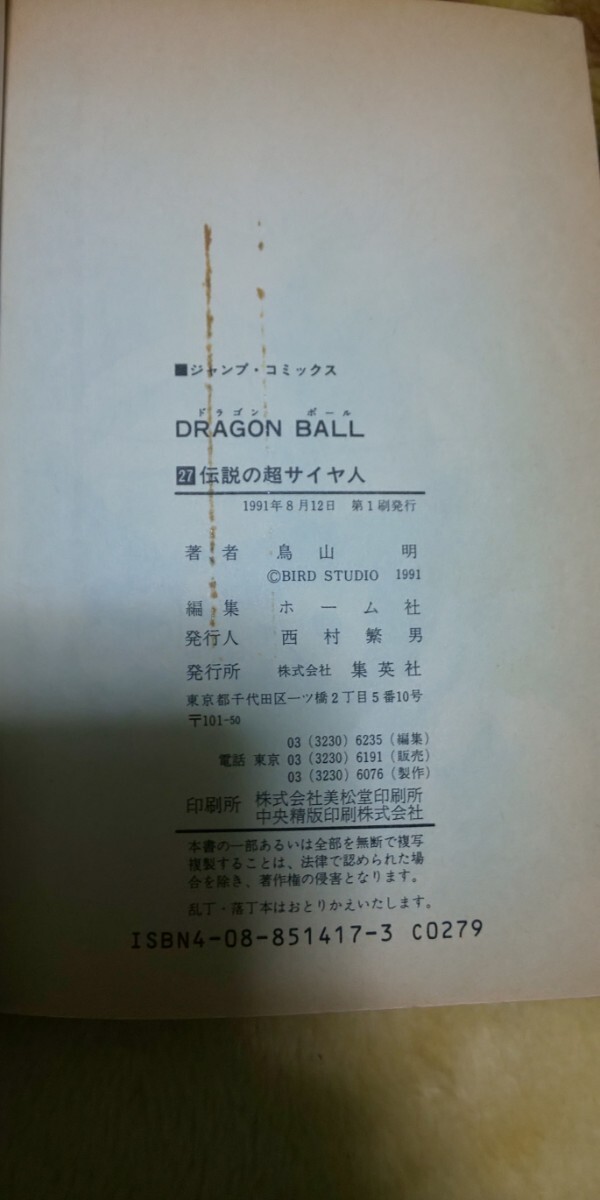 ■ジャンプ・コミックス
ドラゴン ボール
DRAGON BALL
27 伝説の超サイヤ人
1991年8月12日 第1刷発行
著者 鳥山明
©BIRD STUDIO 1991
編集 ホーム社
発行人 西村繁男
発行所 株式会社 集英社
東京都千代田区一ツ橋2丁目5番10号
〒101-50
03 (3230) 6235 (編集)
電話 東京 03 (3230) 6191 (販売)
03 (3230) 6076 (製作)
印刷所 株式会社美松堂印刷所
中央精版印刷株式会社
本書の一部あるいは全部を無断で複写
複製することは、法律で認められた場
合を除き、著作権の侵害となります。
乱丁・落丁本はおとりかえいたします。
ISBN4-08-851417-3 C0279